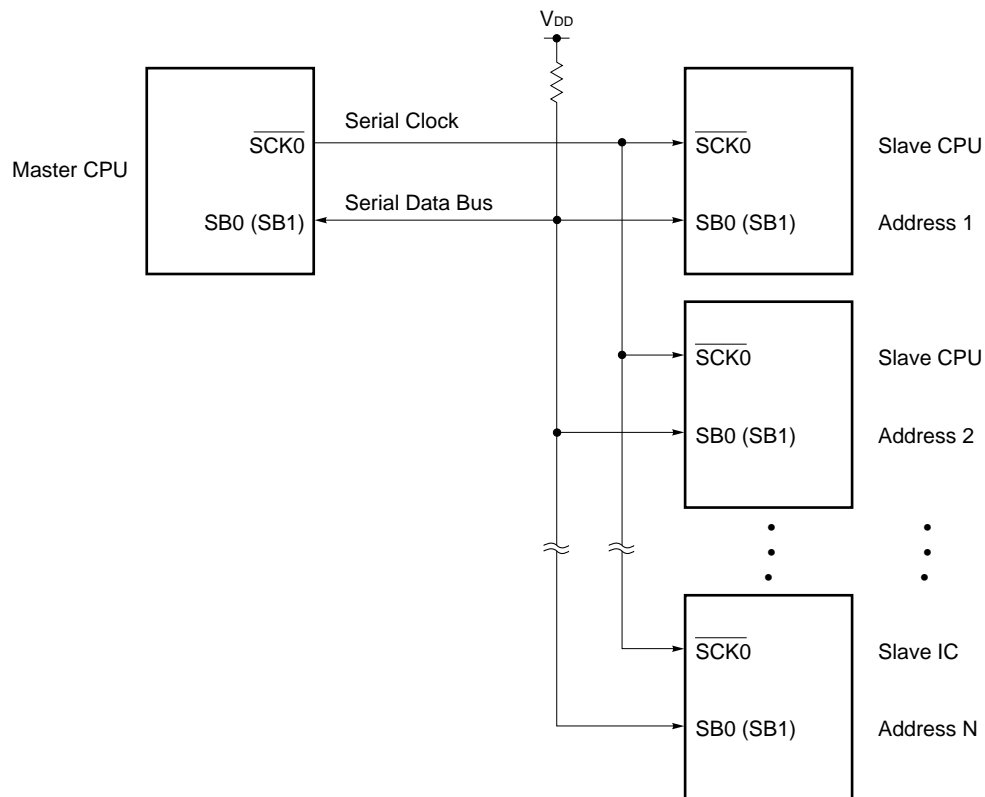 VDD
Serial Clock
SCK0
SCK0
Slave CPU
Master CPU
Serial Data Bus
SB0 (SB1)
SB0 (SB1)
Address 1
SCK0
Slave CPU
SB0 (SB1)
Address 2
SCK0
Slave IC
SB0 (SB1)
Address N